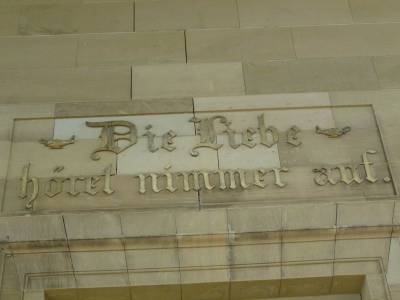 Die Liebe
höret nimmer auf.